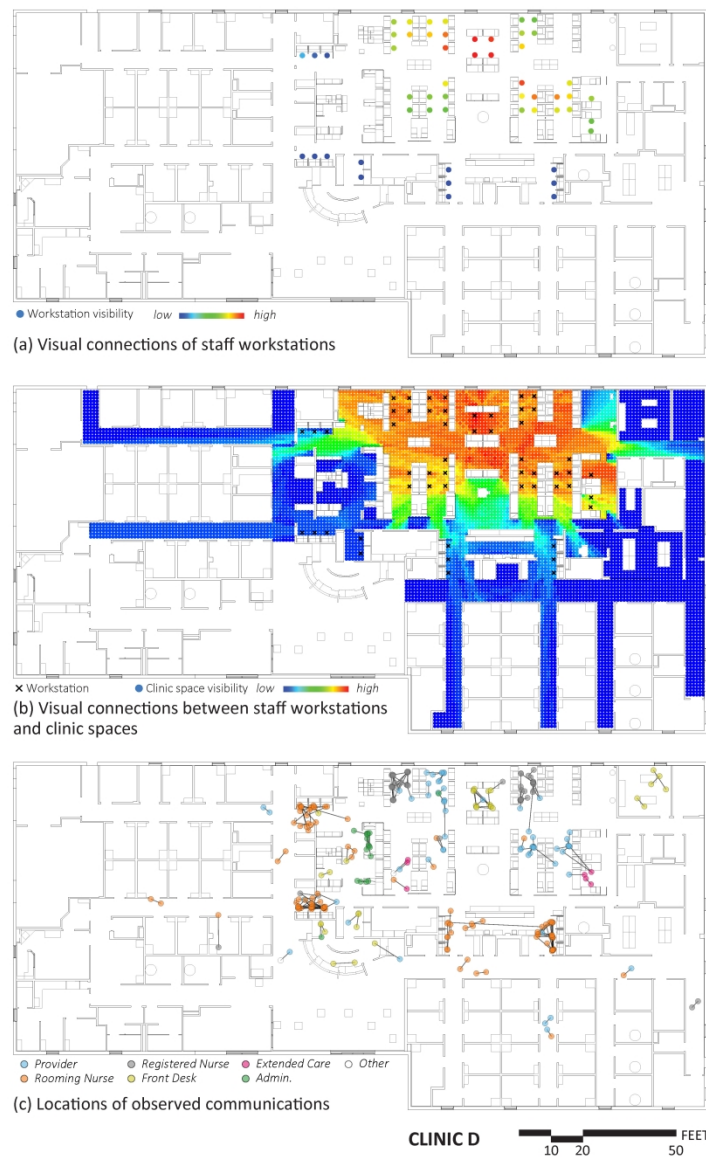 Workstation visibility low high
(a) Visual connections of staff workstations
Workstation Clinic space visibility low high
(b) Visual connections between staff workstations
and clinic spaces
Provider Registered Nurse Extended Care Other
Rooming Nurse Front Desk Admin.
(c) Locations of observed communications
CLINIC D FEET
10 20 50